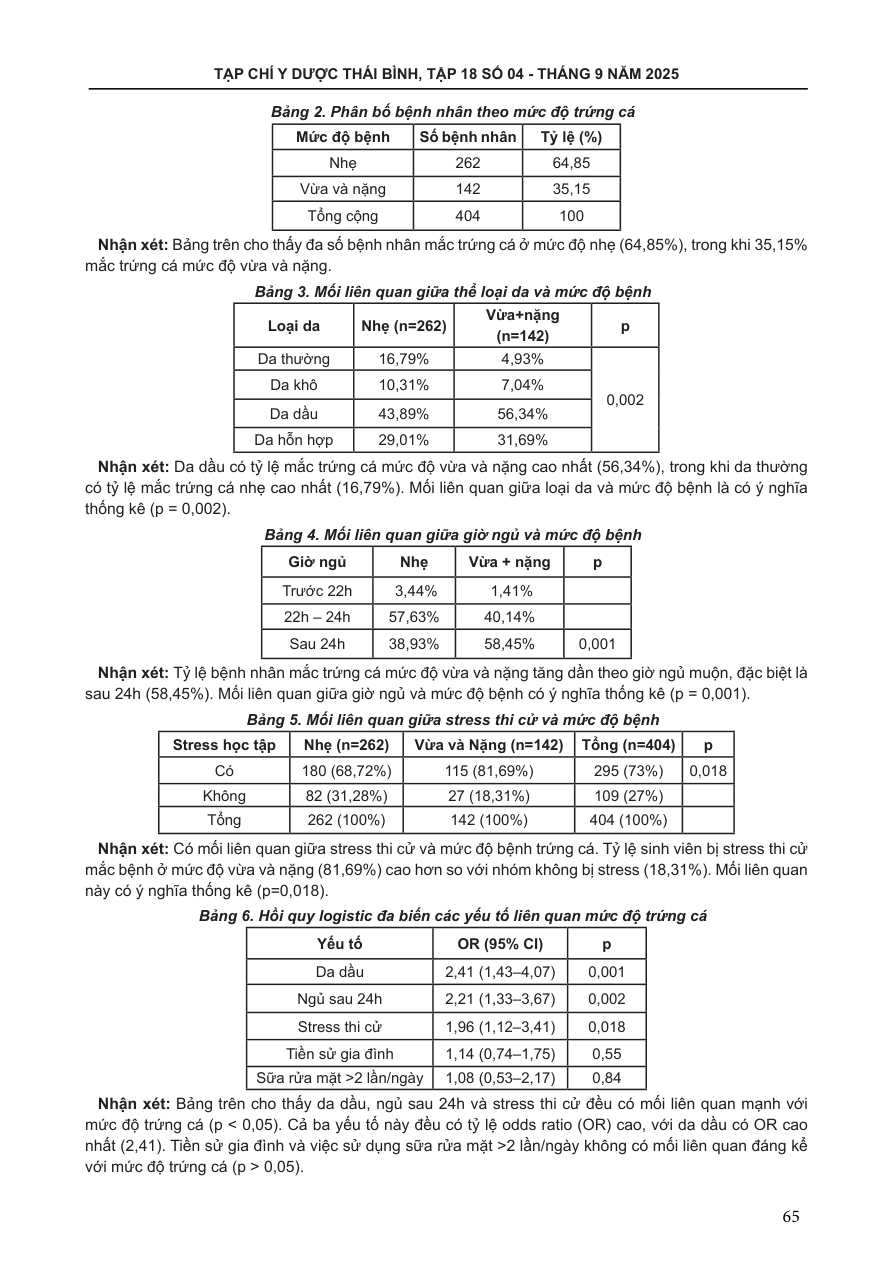 TẠP CHÍ Y DƯỢC THÁI BÌNH, TẬP 18 SỐ 04 - THÁNG 9 NĂM 2025
Bảng 2. Phân bố bệnh nhân theo mức độ trứng cá
Mức độ bệnh Số bệnh nhân Tỷ lệ (%)
Nhẹ 262 64,85
Vừa và nặng 142 35,15
Tổng cộng 404 100
Nhận xét: Bảng trên cho thấy đa số bệnh nhân mắc trứng cá ở mức độ nhẹ (64,85%), trong khi 35,15%
mắc trứng cá mức độ vừa và nặng.
Bảng 3. Mối liên quan giữa thể loại da và mức độ bệnh
Loại da Nhẹ (n=262) Vừa+nặng
(n=142) p
Da thường 16,79% 4,93%
Da khô 10,31% 7,04%
0,002
Da dầu 43,89% 56,34%
Da hỗn hợp 29,01% 31,69%
Nhận xét: Da dầu có tỷ lệ mắc trứng cá mức độ vừa và nặng cao nhất (56,34%), trong khi da thường
có tỷ lệ mắc trứng cá nhẹ cao nhất (16,79%). Mối liên quan giữa loại da và mức độ bệnh là có ý nghĩa
thống kê (p = 0,002).
Bảng 4. Mối liên quan giữa giờ ngủ và mức độ bệnh
Giờ ngủ Nhẹ Vừa + nặng p
Trước 22h 3,44% 1,41%
22h – 24h 57,63% 40,14%
Sau 24h 38,93% 58,45% 0,001
Nhận xét: Tỷ lệ bệnh nhân mắc trứng cá mức độ vừa và nặng tăng dần theo giờ ngủ muộn, đặc biệt là
sau 24h (58,45%). Mối liên quan giữa giờ ngủ và mức độ bệnh có ý nghĩa thống kê (p = 0,001).
Bảng 5. Mối liên quan giữa stress thi cử và mức độ bệnh
Stress học tập Nhẹ (n=262) Vừa và Nặng (n=142) Tổng (n=404) p
Có 180 (68,72%) 115 (81,69%) 295 (73%) 0,018
Không 82 (31,28%) 27 (18,31%) 109 (27%)
Tổng 262 (100%) 142 (100%) 404 (100%)
Nhận xét: Có mối liên quan giữa stress thi cử và mức độ bệnh trứng cá. Tỷ lệ sinh viên bị stress thi cử
mắc bệnh ở mức độ vừa và nặng (81,69%) cao hơn so với nhóm không bị stress (18,31%). Mối liên quan
này có ý nghĩa thống kê (p=0,018).
Bảng 6. Hồi quy logistic đa biến các yếu tố liên quan mức độ trứng cá
Yếu tố OR (95% CI) p
Da dầu 2,41 (1,43–4,07) 0,001
Ngủ sau 24h 2,21 (1,33–3,67) 0,002
Stress thi cử 1,96 (1,12–3,41) 0,018
Tiền sử gia đình 1,14 (0,74–1,75) 0,55
Sữa rửa mặt >2 lần/ngày 1,08 (0,53–2,17) 0,84
Nhận xét: Bảng trên cho thấy da dầu, ngủ sau 24h và stress thi cử đều có mối liên quan mạnh với
mức độ trứng cá (p < 0,05). Cả ba yếu tố này đều có tỷ lệ odds ratio (OR) cao, với da dầu có OR cao
nhất (2,41). Tiền sử gia đình và việc sử dụng sữa rửa mặt >2 lần/ngày không có mối liên quan đáng kể
với mức độ trứng cá (p > 0,05).
65